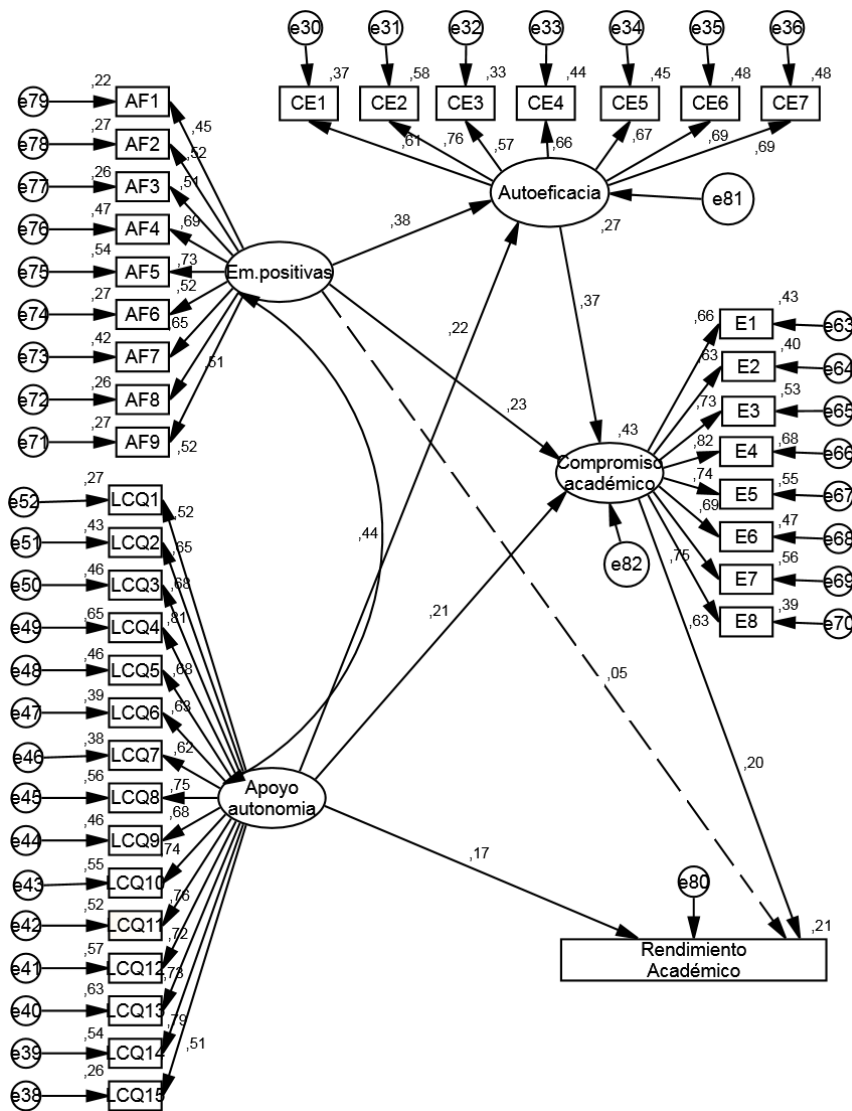 e30 e31 e32 e33 e34 e35 e36
,37 ,58 ,33 ,44 ,45 ,48 ,48
CE1 CE2 CE3 CE4 CE5 CE6 CE7
,61 ,76 ,57 ,66 ,67 ,69 ,69
Autoeficacia
e81
,27
e79 ,22 AF1 ,45
e78 ,27 AF2 ,52
e77 ,26 AF3 ,51
e76 ,47 AF4 ,69
e75 ,54 AF5 ,73
e74 ,27 AF6 ,52
e73 ,42 AF7 ,65
e72 ,26 AF8 ,51
e71 ,27 AF9 ,52
Em.positivas
,38
,22
,37
,23
,44
,21
,05
,17
,20
,43
Compromiso
académico
e82
,66 E1 ,43 e63
,63 E2 ,40 e64
,73 E3 ,53 e65
,82 E4 ,68 e66
,74 E5 ,55 e67
,69 E6 ,47 e68
,75 E7 ,56 e69
,63 E8 ,39 e70
e52 ,27 LCQ1 ,52
e51 ,43 LCQ2 ,65
e50 ,46 LCQ3 ,68
e49 ,65 LCQ4 ,81
e48 ,46 LCQ5 ,68
e47 ,39 LCQ6 ,63
e46 ,38 LCQ7 ,62
e45 ,56 LCQ8 ,75
e44 ,46 LCQ9 ,68
e43 ,55 LCQ10 ,74
e42 ,52 LCQ11 ,76
e41 ,57 LCQ12 ,72
e40 ,63 LCQ13 ,73
e39 ,54 LCQ14 ,79
e38 ,26 LCQ15 ,51
Apoyo
autonomia
e80
,21
Rendimiento
Académico